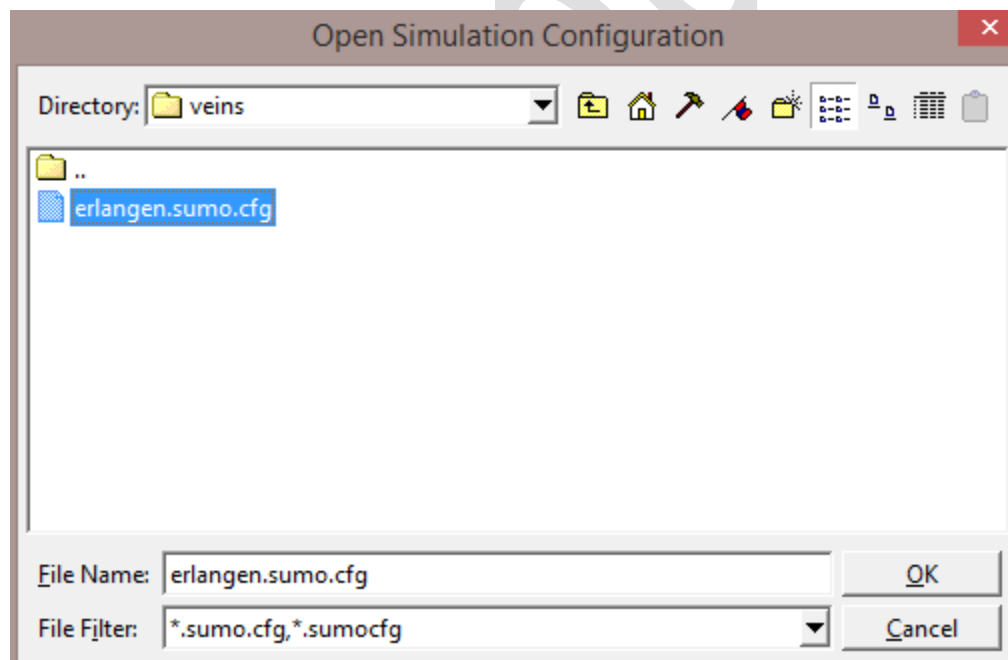 Open Simulation Configuration
Directory: veins
..
erlangen.sumo.cfg
File Name: erlangen.sumo.cfg OK
File Filter: *.sumo.cfg,*.sumocfg Cancel